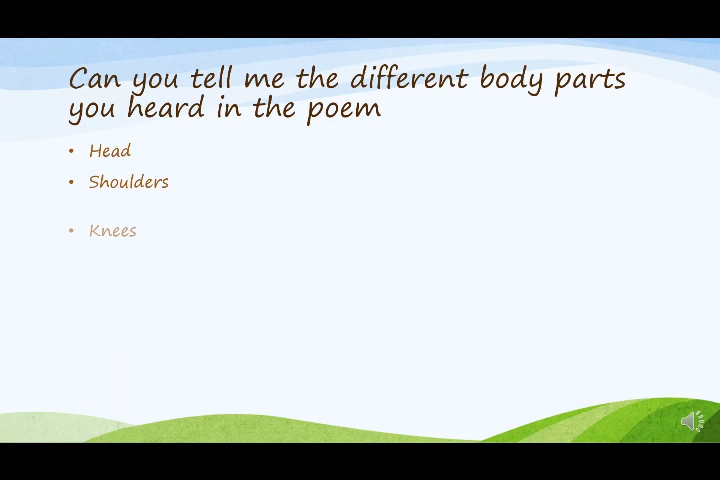 Can you tell me the different body parts
you heard in the poem
• Head
• Shoulders
• Knees